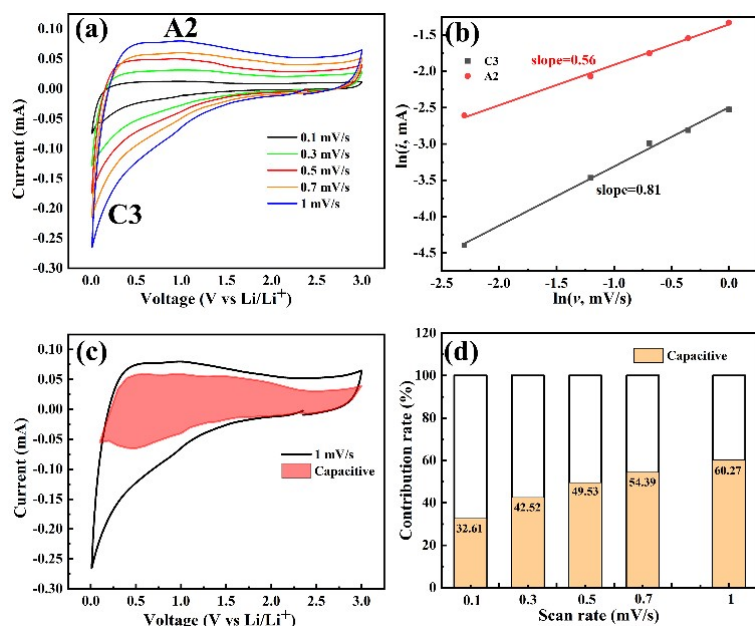 (a)
A2
C3
0.1 mV/s
0.3 mV/s
0.5 mV/s
0.7 mV/s
1 mV/s
0.10
0.05
0.00
-0.05
-0.10
-0.15
-0.20
-0.25
-0.30
Current (mA)
0.0 0.5 1.0 1.5 2.0 2.5 3.0
Voltage (V vs Li/Li+)
(b)
C3
A2
slope=0.56
slope=0.81
-1.5
-2.0
-2.5
-3.0
-3.5
-4.0
-4.5
ln(i, mA)
-2.5 -2.0 -1.5 -1.0 -0.5 0.0
ln(v, mV/s)
(c)
1 mV/s
Capacitive
0.10
0.05
0.00
-0.05
-0.10
-0.15
-0.20
-0.25
-0.30
Current (mA)
0.0 0.5 1.0 1.5 2.0 2.5 3.0
Voltage (V vs Li/Li+)
(d)
Capacitive
120
100
80
60
40
20
0
Contribution rate (%)
32.61
42.52
49.53
54.39
60.27
0.1 0.3 0.5 0.7 1
Scan rate (mV/s)